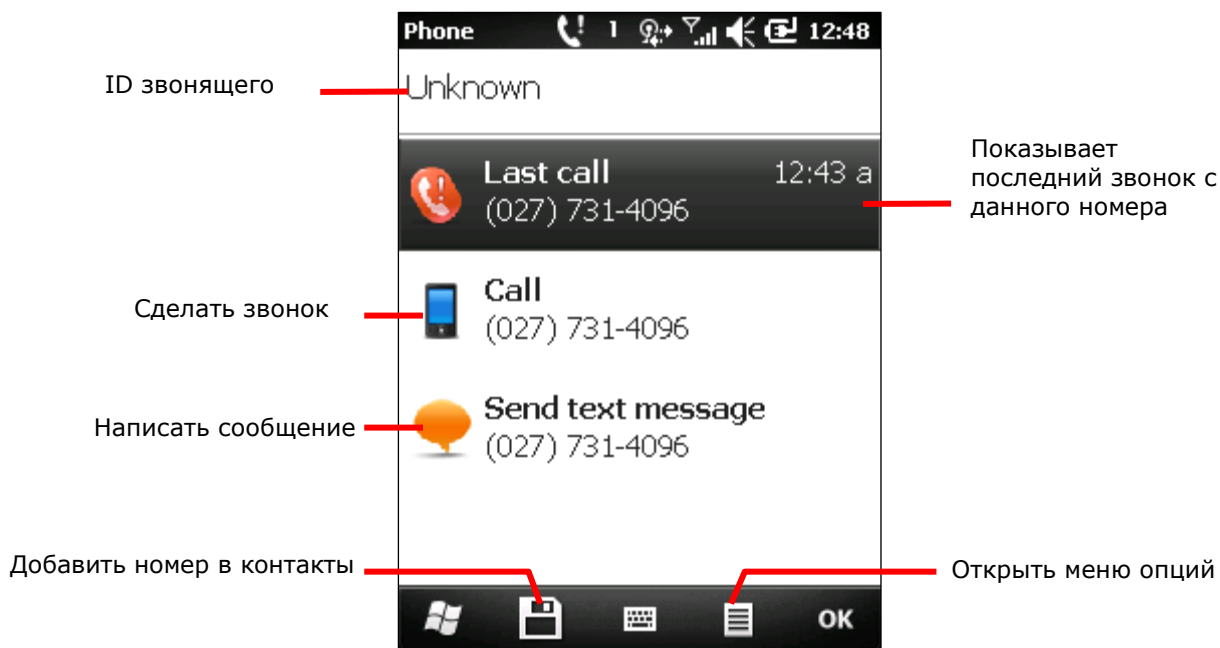 Phone 1 12:48
ID звонящего
Unknown
Last call 12:43 a
(027) 731-4096
Показывает
последний звонок с
данного номера
Сделать звонок
Call
(027) 731-4096
Написать сообщение
Send text message
(027) 731-4096
Добавить номер в контакты
Открыть меню опций
OK